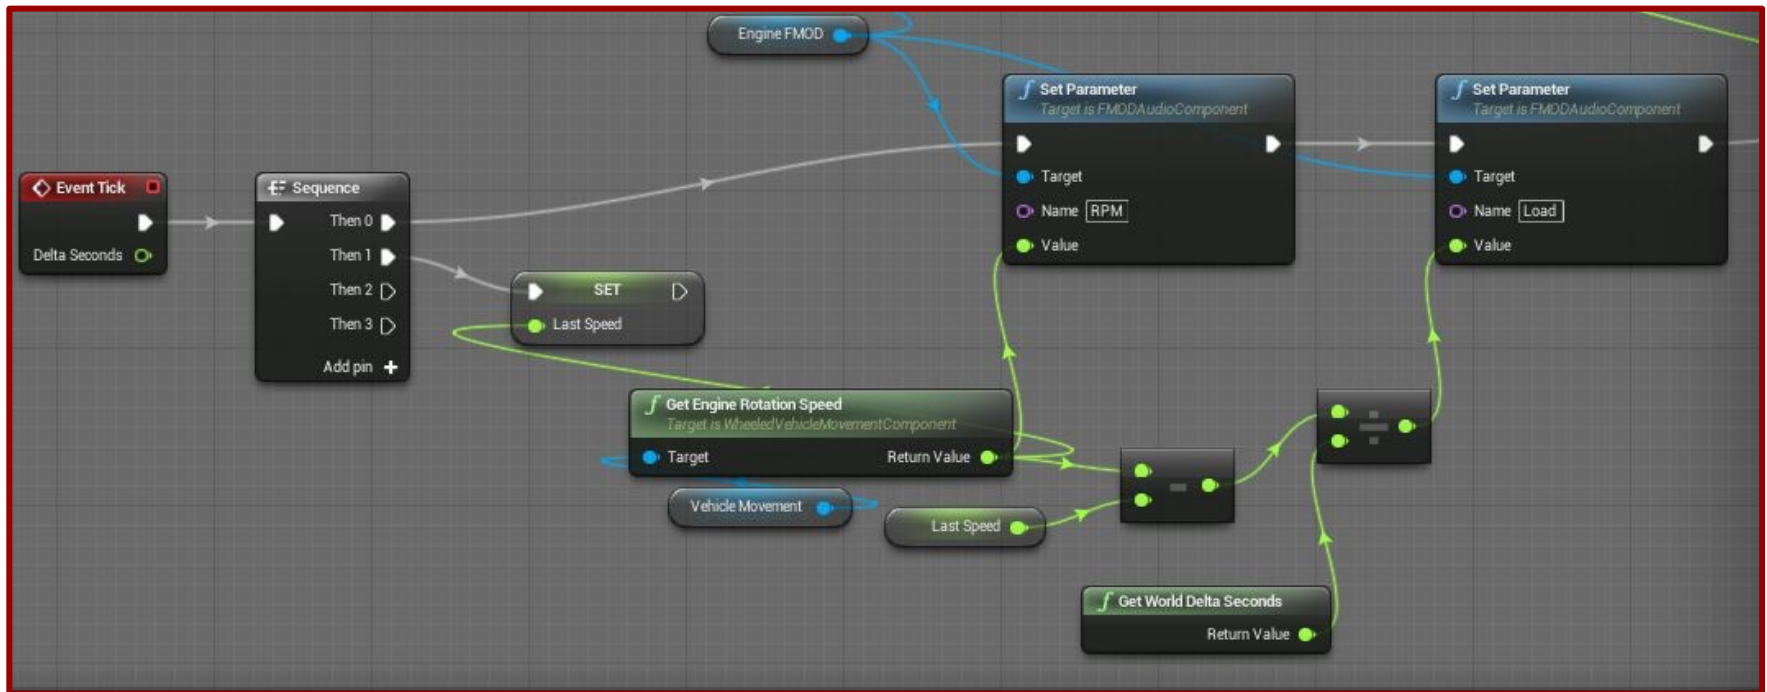 Engine FMOD
Set Parameter
Target is FMODAudioComponent
Target
Name RPM
Value
Set Parameter
Target is FMODAudioComponent
Target
Name Load
Value
Event Tick
Delta Seconds
Sequence
Then 0
Then 1
Then 2
Then 3
Add pin +
SET
Last Speed
Get Engine Rotation Speed
Target is WheeledVehicleMovementComponent
Target Return Value
Vehicle Movement
Last Speed
Get World Delta Seconds
Return Value